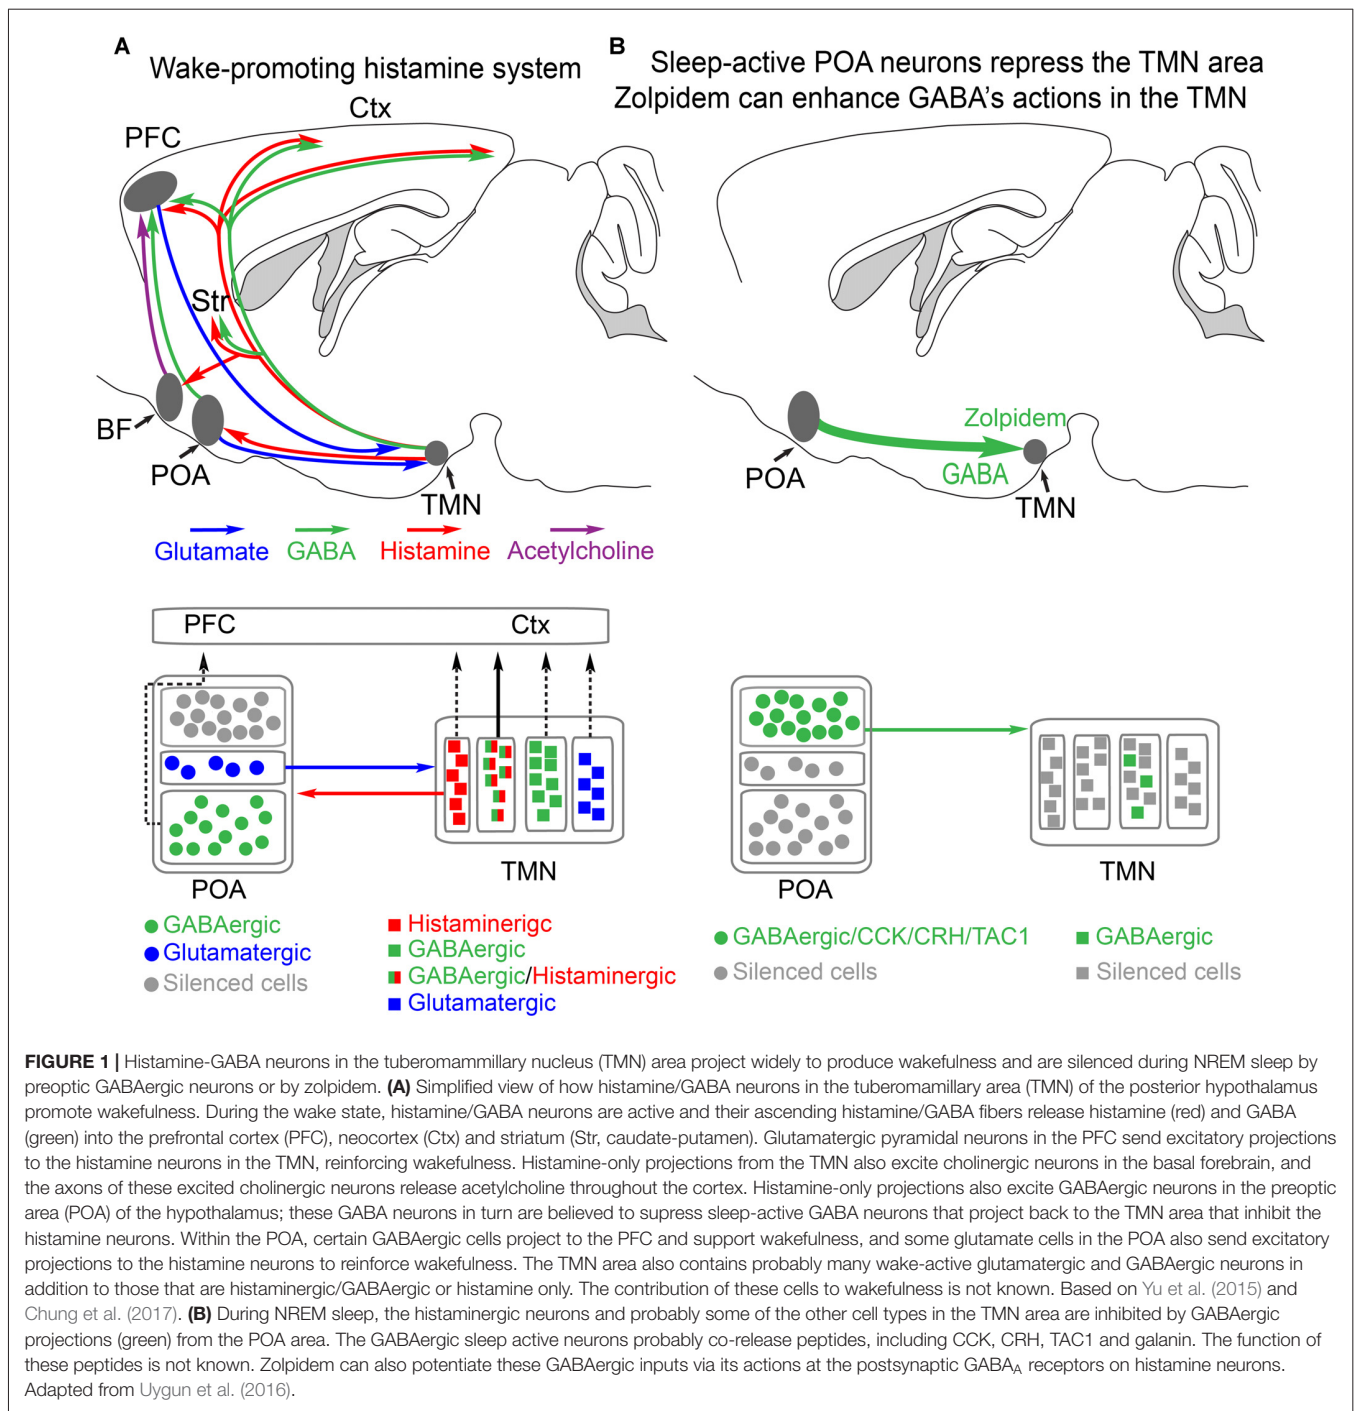 A
Wake-promoting histamine system
Ctx
PFC
Str
BF
POA
TMN
Glutamate GABA Histamine Acetylcholine
PFC Ctx
POA
TMN
GABAergic
Glutamatergic
Silenced cells
Histaminerigc
GABAergic
GABAergic/Histaminergic
Glutamatergic
B
Sleep-active POA neurons repress the TMN area
Zolpidem can enhance GABA's actions in the TMN
Zolpidem
GABA
POA
TMN
POA
TMN
GABAergic/CCK/CRH/TAC1
Silenced cells
GABAergic
Silenced cells
FIGURE 1 | Histamine-GABA neurons in the tuberomammillary nucleus (TMN) area project widely to produce wakefulness and are silenced during NREM sleep by
preoptic GABAergic neurons or by zolpidem. (A) Simplified view of how histamine/GABA neurons in the tuberomamillary area (TMN) of the posterior hypothalamus
promote wakefulness. During the wake state, histamine/GABA neurons are active and their ascending histamine/GABA fibers release histamine (red) and GABA
(green) into the prefrontal cortex (PFC), neocortex (Ctx) and striatum (Str, caudate-putamen). Glutamatergic pyramidal neurons in the PFC send excitatory projections
to the histamine neurons in the TMN, reinforcing wakefulness. Histamine-only projections from the TMN also excite cholinergic neurons in the basal forebrain, and
the axons of these excited cholinergic neurons release acetylcholine throughout the cortex. Histamine-only projections also excite GABAergic neurons in the preoptic
area (POA) of the hypothalamus; these GABA neurons in turn are believed to supress sleep-active GABA neurons that project back to the TMN area that inhibit the
histamine neurons. Within the POA, certain GABAergic cells project to the PFC and support wakefulness, and some glutamate cells in the POA also send excitatory
projections to the histamine neurons to reinforce wakefulness. The TMN area also contains probably many wake-active glutamatergic and GABAergic neurons in
addition to those that are histaminergic/GABAergic or histamine only. The contribution of these cells to wakefulness is not known. Based on Yu et al. (2015) and
Chung et al. (2017). (B) During NREM sleep, the histaminergic neurons and probably some of the other cell types in the TMN area are inhibited by GABAergic
projections (green) from the POA area. The GABAergic sleep active neurons probably co-release peptides, including CCK, CRH, TAC1 and galanin. The function of
these peptides is not known. Zolpidem can also potentiate these GABAergic inputs via its actions at the postsynaptic GABAA receptors on histamine neurons.
Adapted from Uygun et al. (2016).